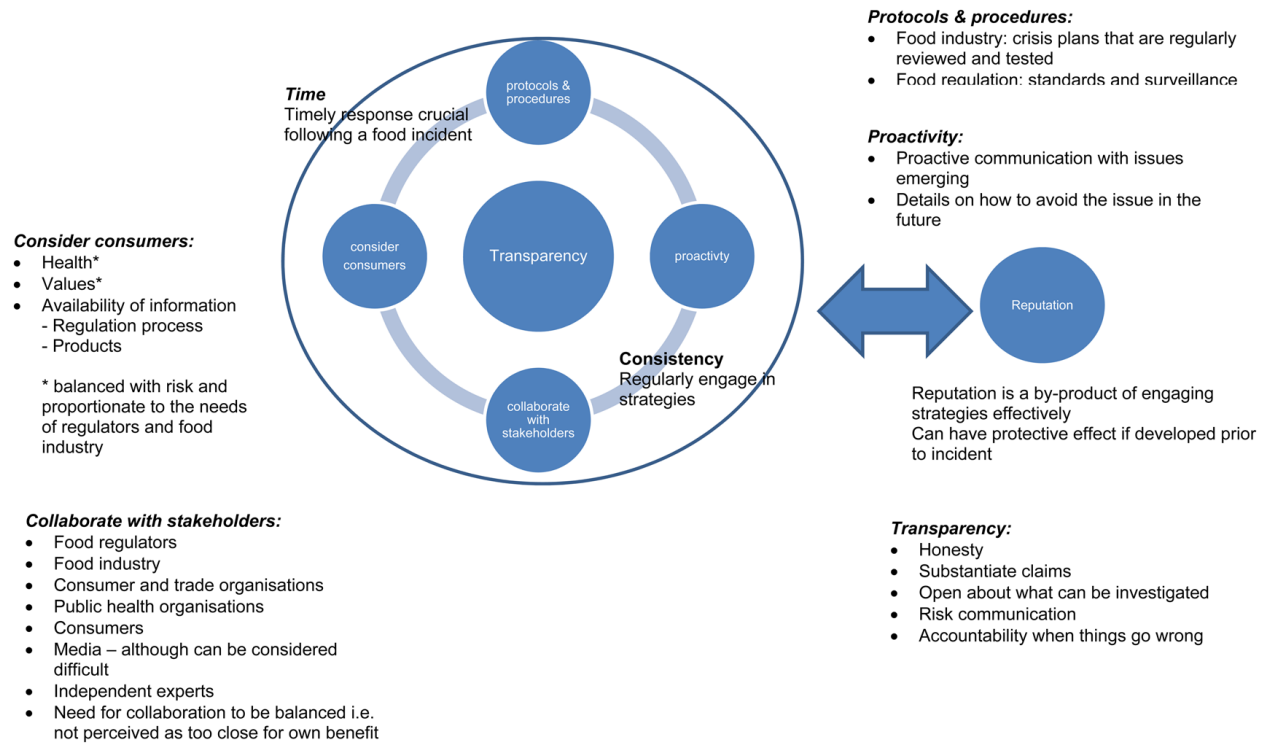 Protocols & procedures:
• Food industry: crisis plans that are regularly
reviewed and tested
• Food regulation: standards and surveillance
Time
Timely response crucial
following a food incident
protocols &
procedures
Proactivity:
• Proactive communication with issues
emerging
• Details on how to avoid the issue in the
future
Consider consumers:
• Health*
• Values*
• Availability of information
- Regulation process
- Products
* balanced with risk and
proportionate to the needs
of regulators and food
industry
consider
consumers
Transparency
proactivty
Reputation
Consistency
Regularly engage in
strategies
collaborate
with
stakeholders
Reputation is a by-product of engaging
strategies effectively
Can have protective effect if developed prior
to incident
Collaborate with stakeholders:
• Food regulators
• Food industry
• Consumer and trade organisations
• Public health organisations
• Consumers
• Media – although can be considered
difficult
• Independent experts
• Need for collaboration to be balanced i.e.
not perceived as too close for own benefit
Transparency:
• Honesty
• Substantiate claims
• Open about what can be investigated
• Risk communication
• Accountability when things go wrong